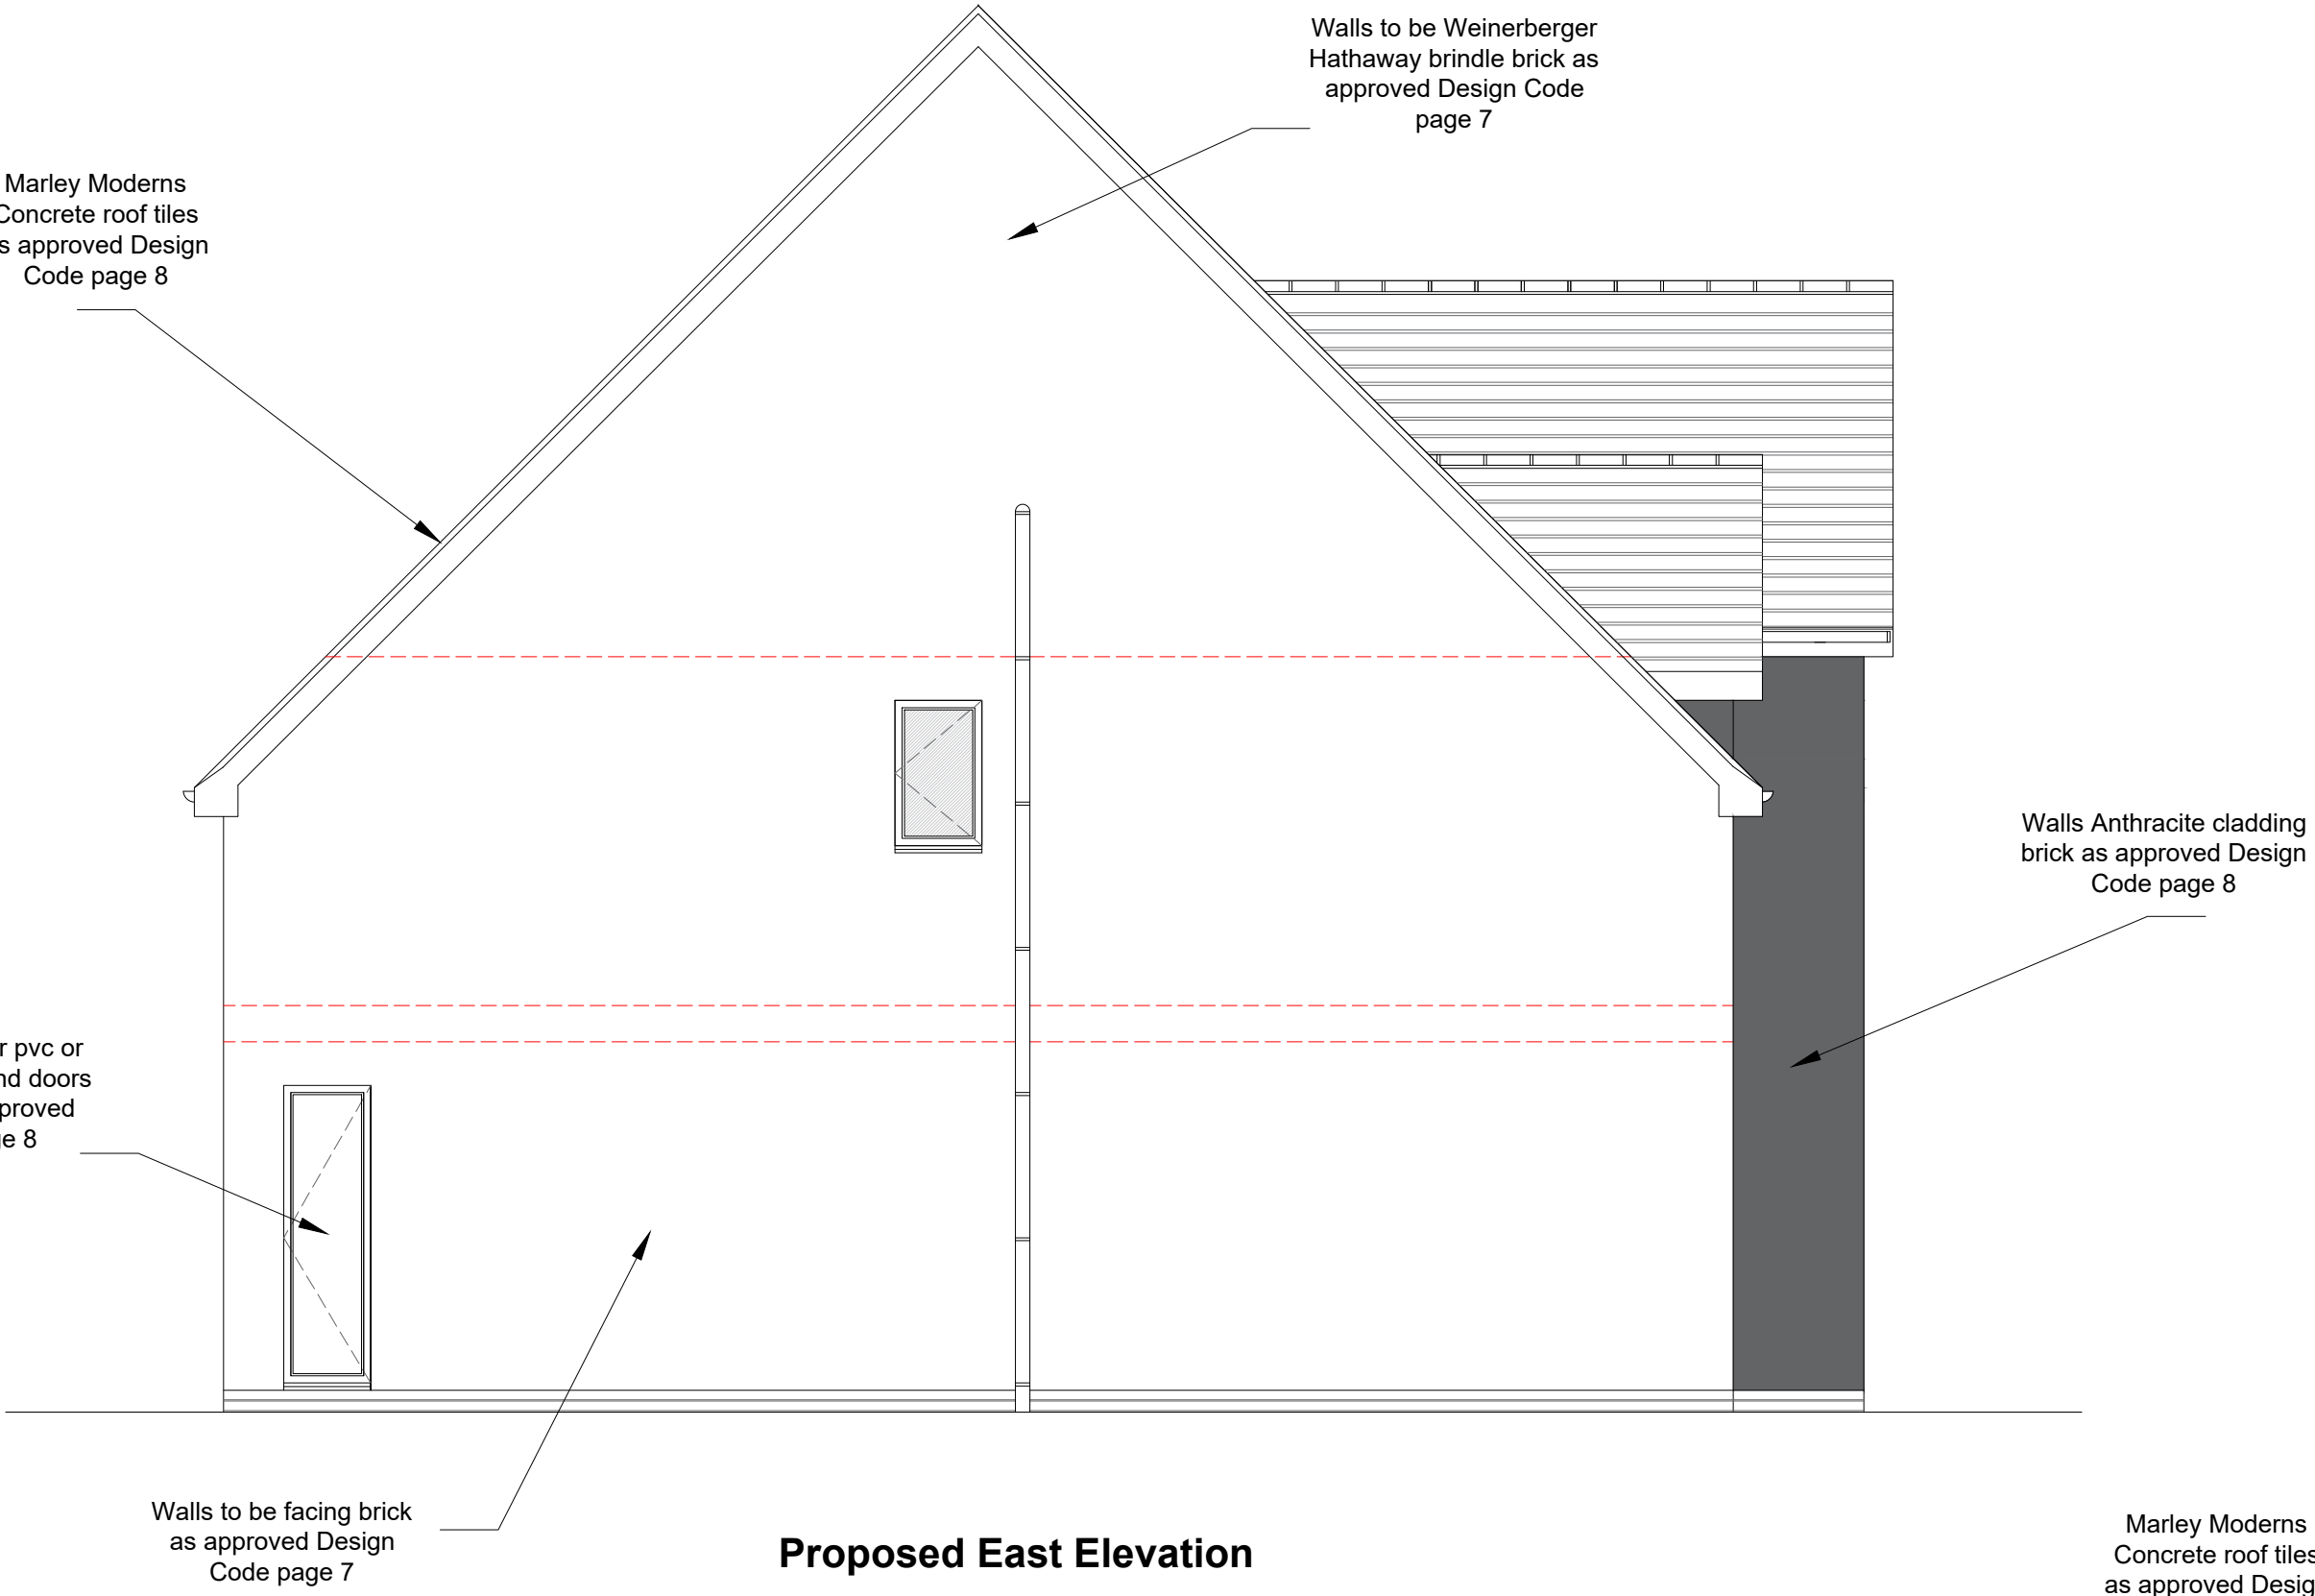 Walls to be Weinerberger
Hathaway brindle brick as
approved Design Code
page 7
Marley Moderns
Concrete roof tiles
s approved Design
Code page 8
Walls Anthracite cladding
brick as approved Design
Code page 8
pvc or
doors
8
Walls to be facing brick
as approved Design
Code page 7
Proposed East Elevation
Marley Moderns
Concrete roof tiles
as approved Design